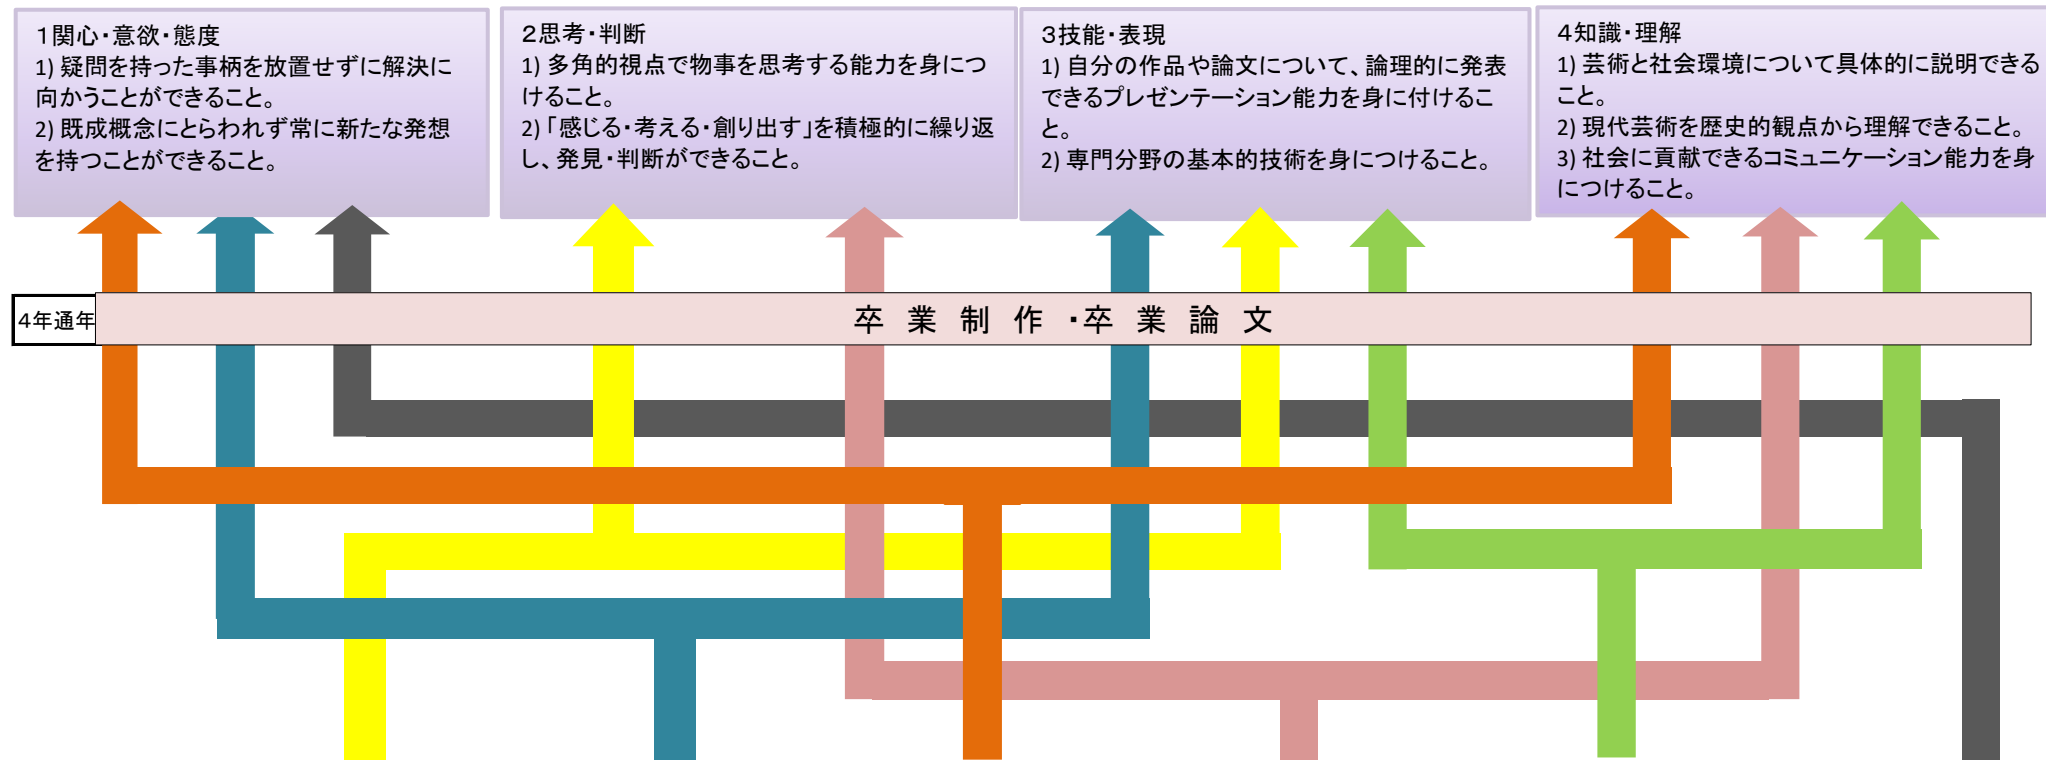 1関心・意欲・態度
1) 疑問を持った事柄を放置せずに解決に
向かうことができること。
2) 既成概念にとらわれず常に新たな発想
を持つことができること。
2思考・判断
1) 多角的視点で物事を思考する能力を身につ
けること。
2)「感じる・考える・創り出す」を積極的に繰り返
し、発見・判断ができること。
3技能・表現
1) 自分の作品や論文について、論理的に発表
できるプレゼンテーション能力を身に付けるこ
と。
2) 専門分野の基本的技術を身につけること。
4知識・理解
1) 芸術と社会環境について具体的に説明できる
こと。
2) 現代芸術を歴史的観点から理解できること。
3) 社会に貢献できるコミュニケーション能力を身
につけること。
4年通年
卒業制作・卒業論文